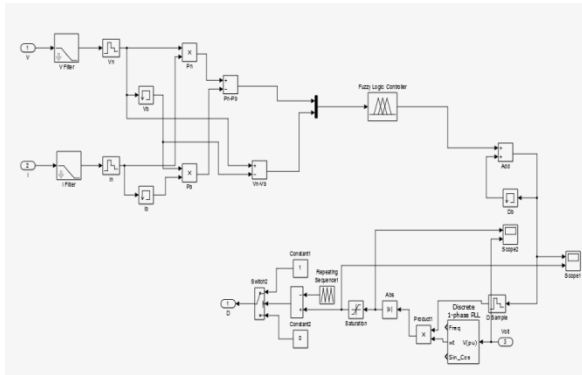 1
V
V Filter
Vn
X
Pn
Vb
Pn-Pb
Fuzzy Logic Controller
2
I
I Filter
In
Ib
X
Pb
Vn-Vb
Add
Db
Scope2
Scope1
Constant1
1
Repeating
Sequence1
Switch2
1
D
Constant2
0
Saturation
Abs
|u|
Product1
X
Discrete
1-phase PLL
Freq
wt
Sin_Cos
V(pu)
D Sample
Volt
3